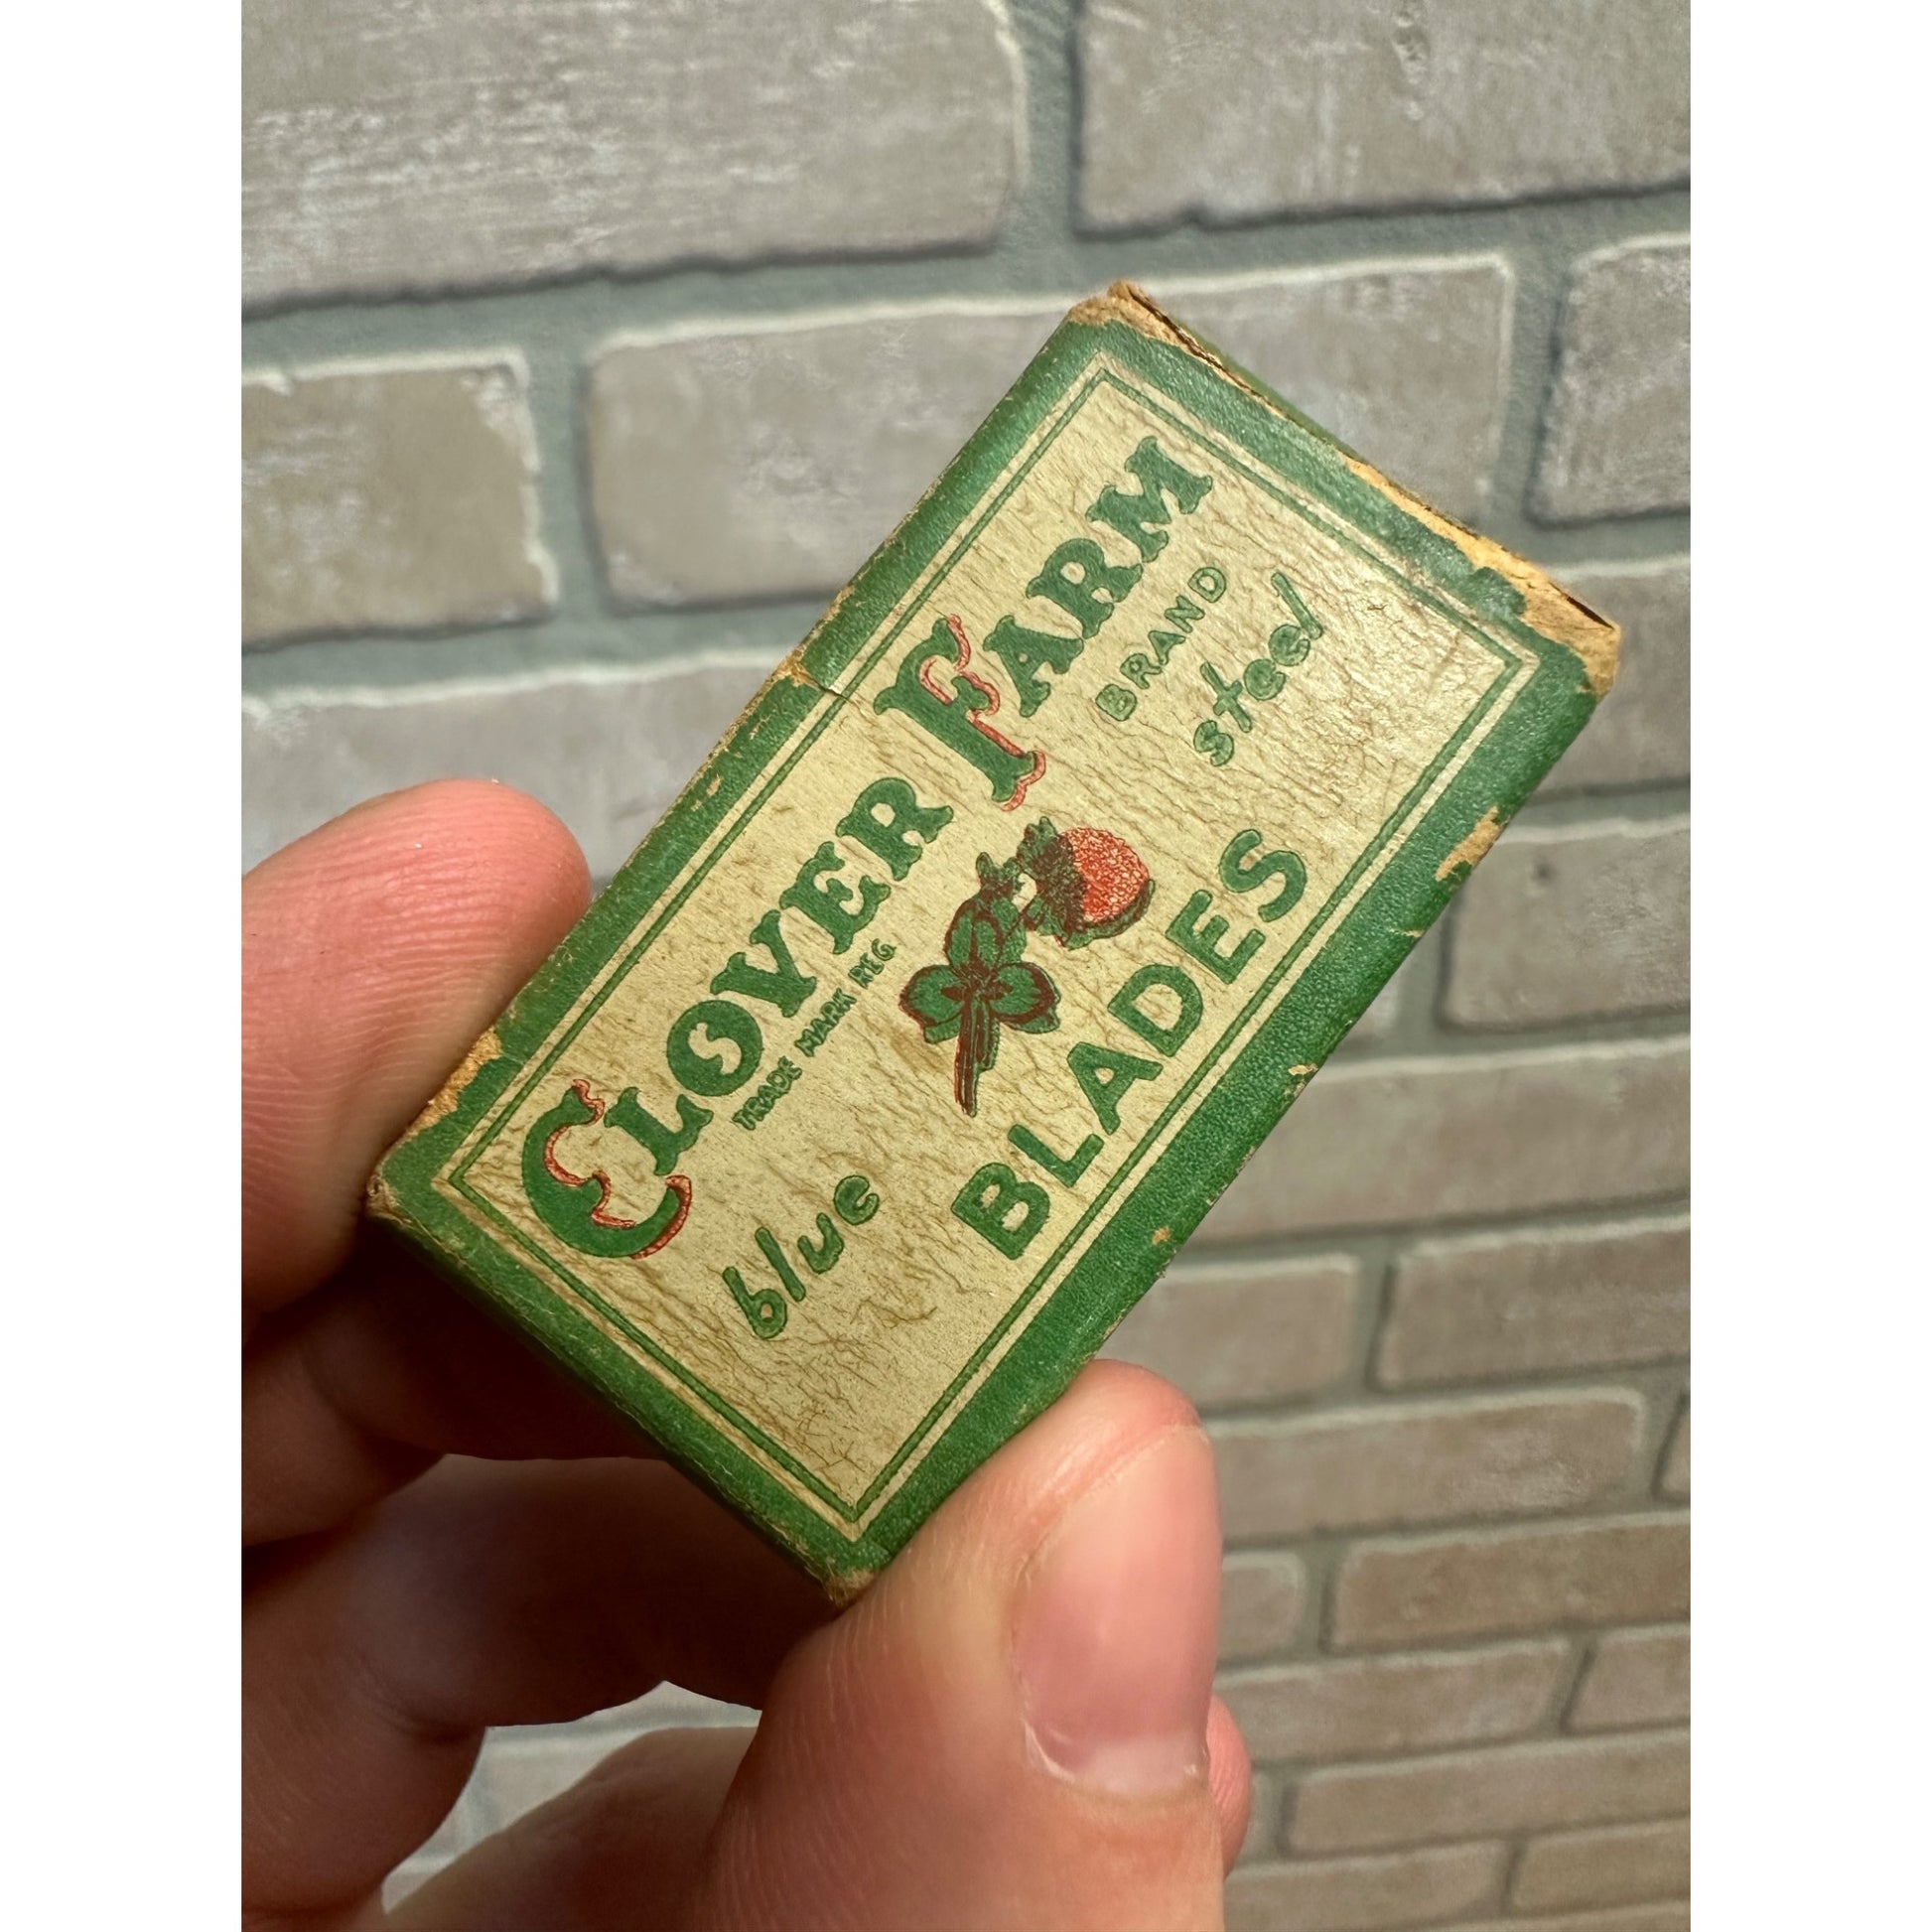 CLOVER FARM
TRADE MARK REG BRAND
blue steel
BLADES